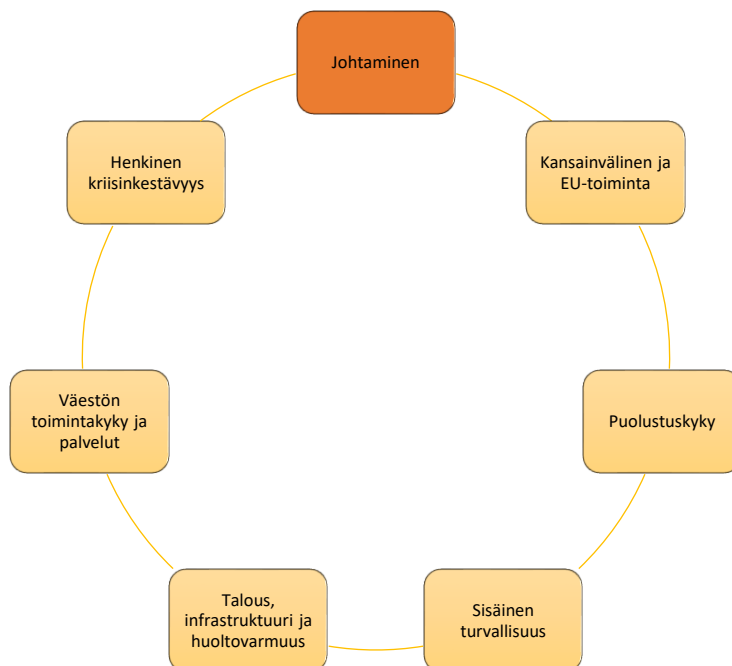 Johtaminen
Kansainvälinen ja
EU-toiminta
Puolustuskyky
Sisäinen
turvallisuus
Talous,
infrastruktuuri ja
huoltovarmuus
Väestön
toimintakyky ja
palvelut
Henkinen
kriisinkestävyys